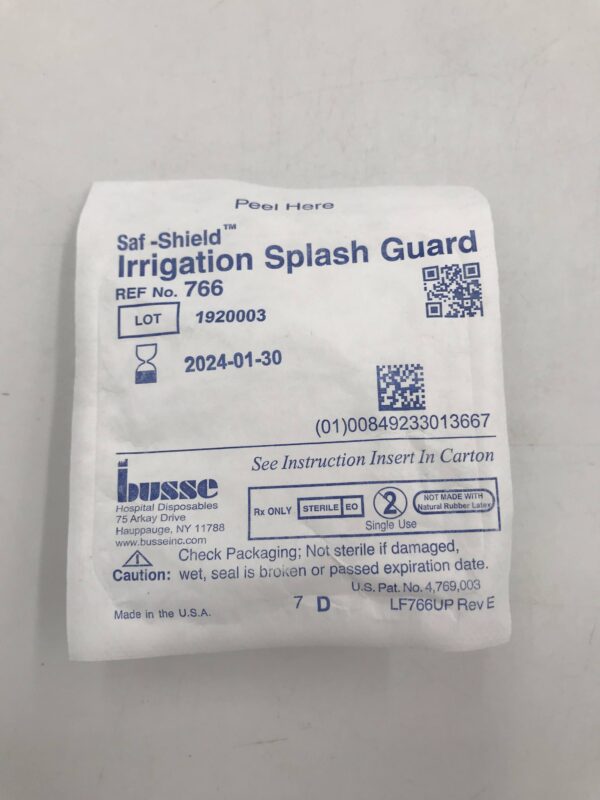 Peel Here
Saf-Shield™
Irrigation Splash Guard
REF No. 766
LOT 1920003
2024-01-30
(01)00849233013667
See Instruction Insert In Carton
busse
Hospital Disposables
75 Arkay Drive
Hauppauge, NY 11788
www.busseinc.com
Rx ONLY STERILE EO 2 NOT MADE WITH
Natural Rubber Latex
Single Use
Check Packaging; Not sterile if damaged,
Caution: wet, seal is broken or passed expiration date.
U.S. Pat. No. 4,769,003
Made in the U.S.A. 7 D LF766UP Rev E